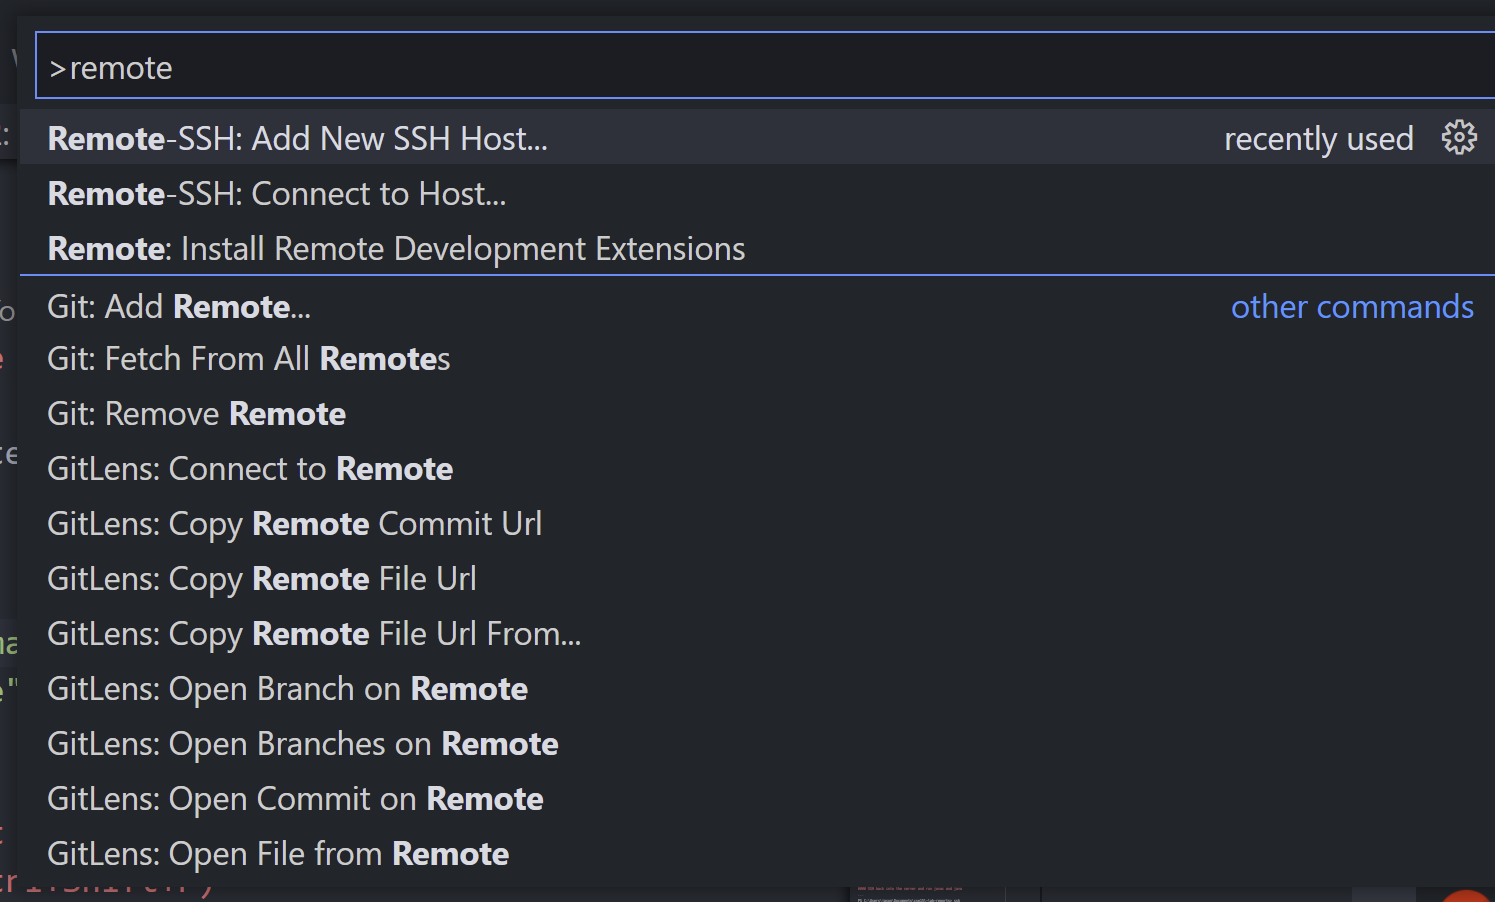 >remote
Remote-SSH: Add New SSH Host... recently used
Remote-SSH: Connect to Host...
Remote: Install Remote Development Extensions
Git: Add Remote... other commands
Git: Fetch From All Remotes
Git: Remove Remote
GitLens: Connect to Remote
GitLens: Copy Remote Commit Url
GitLens: Copy Remote File Url
GitLens: Copy Remote File Url From...
GitLens: Open Branch on Remote
GitLens: Open Branches on Remote
GitLens: Open Commit on Remote
GitLens: Open File from Remote